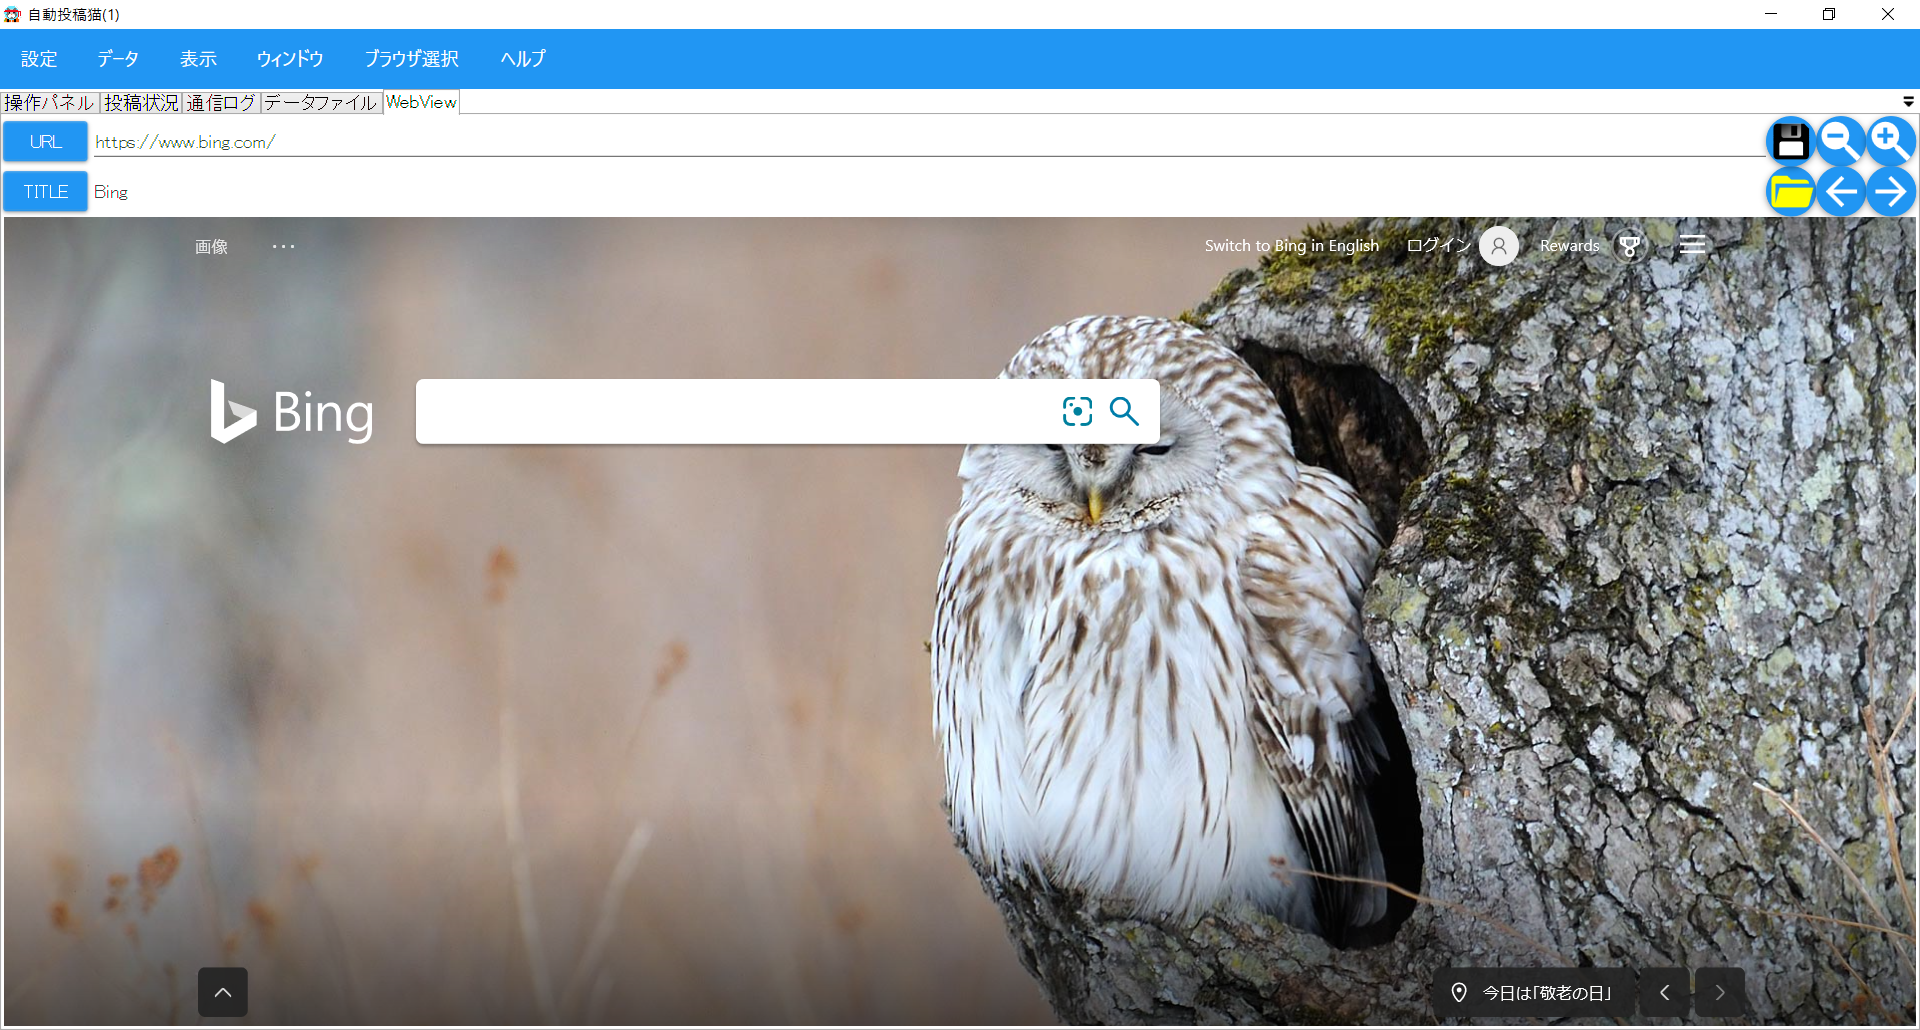 自動投稿猫(1)
設定 データ 表示 ウィンドウ ブラウザ選択 ヘルプ
操作パネル 投稿状況 通信ログ データファイル WebView
URL https://www.bing.com/
TITLE Bing
画像 ... Switch to Bing in English ログイン Rewards
Bing
今日は「敬老の日」